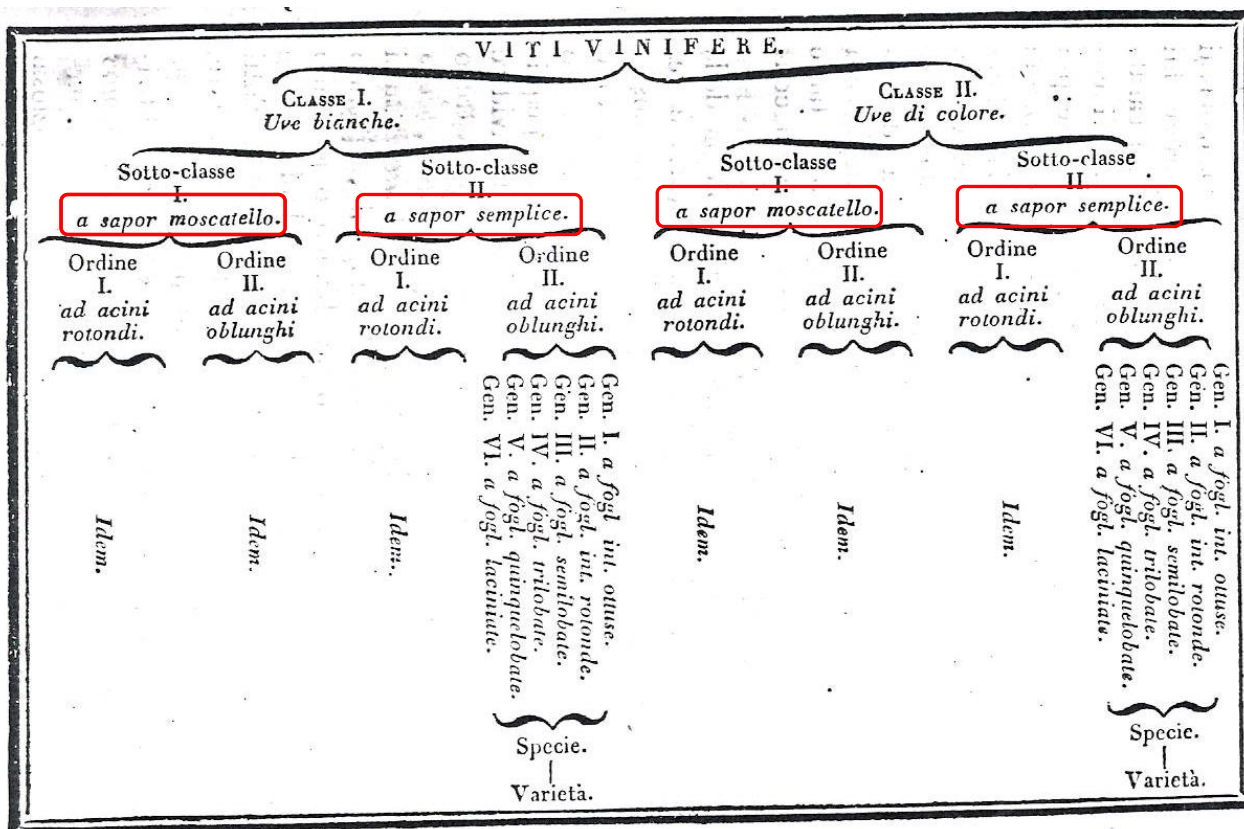 VITI VINIFERE.
CLASSE I.
Uve bianche.
Sotto-classe
I.
a sapor moscatello.
Ordine
I.
ad acini
rotondi.
Idem.
Ordine
II.
ad acini
oblunghi
Idem.
Sotto-classe
II.
a sapor semplice.
Ordine
I.
ad acini
rotondi.
Idem.
Ordine
II.
ad acini
oblunghi.
Gen. I. a fogl int. ottuse.
Gen. II. a fogl. int. rotonde.
Gen. III. a fogl. semilobate.
Gen. IV. a fogl. trilobate.
Gen. V. a fogl. quinquelobate.
Gen. VI. a fogl. laciniate.
Specie.
Varietà.
CLASSE II.
Uve di colore.
Sotto-classe
I.
a sapor moscatello.
Ordine
I.
ad acini
rotondi.
Idem.
Ordine
II.
ad acini
oblunghi.
Idem.
Sotto-classe
II.
a sapor semplice.
Ordine
I.
ad acini
rotondi.
Idem.
Ordine
II.
ad acini
oblunghi.
Gen. I. a fogl. int. ottuse.
Gen. II. a fogl. int. rotonde.
Gen. III. a fogl. semilobate.
Gen. IV. a fogl. trilobate.
Gen. V. a fogl. quinquelobate.
Gen. VI. a fogl. laciniate.
Specie.
Varietà.